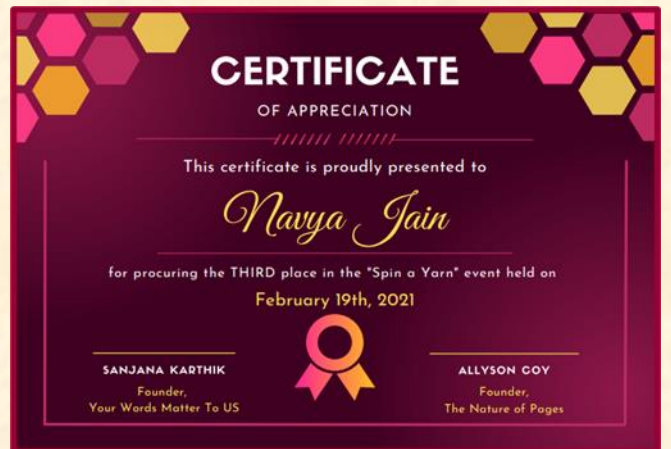 CERTIFICATE
OF APPRECIATION
This certificate is proudly presented to
Navya Jain
for procuring the THIRD place in the "Spin a Yarn" event held on
February 19th, 2021
SANJANA KARTHIK
Founder,
Your Words Matter To US
ALLYSON COY
Founder,
The Nature of Pages